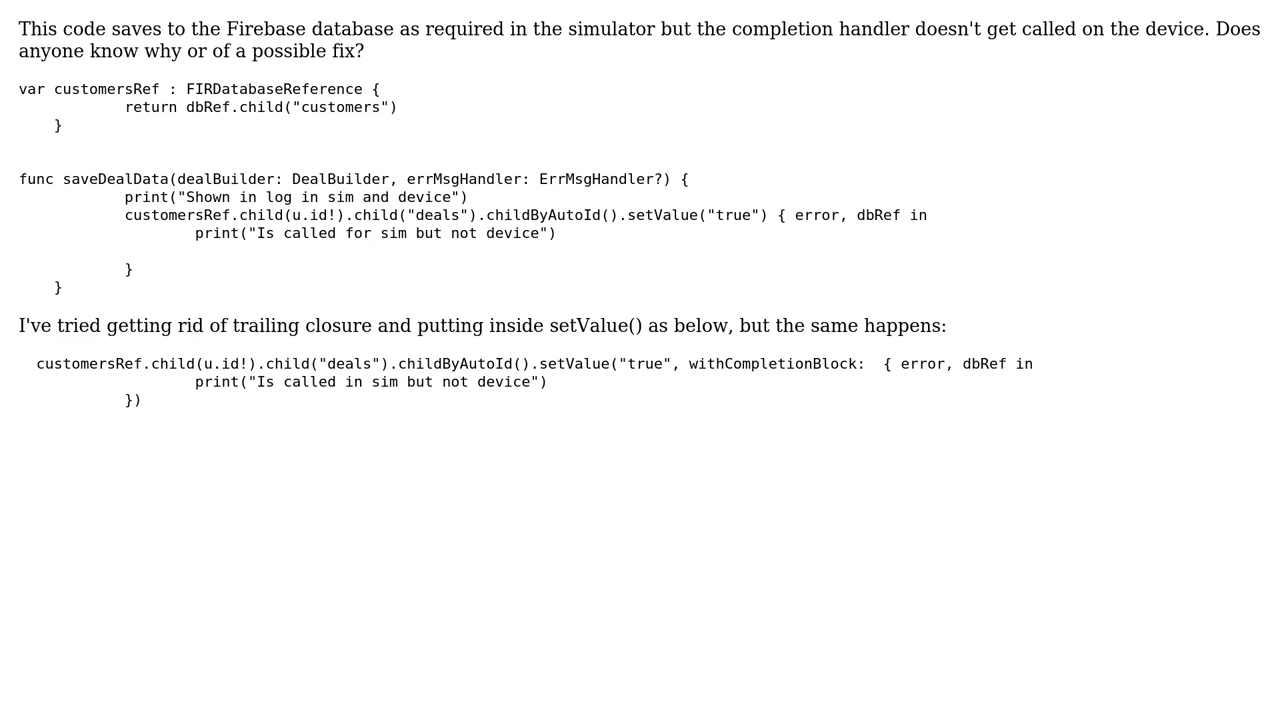 This code saves to the Firebase database as required in the simulator but the completion handler doesn't get called on the device. Does
anyone know why or of a possible fix?
var customersRef : FIRDatabaseReference {
            return dbRef.child("customers")
    }
func saveDealData(dealBuilder: DealBuilder, errMsgHandler: ErrMsgHandler?) {
            print("Shown in log in sim and device")
            customersRef.child(u.id!).child("deals").childByAutoId().setValue("true") { error, dbRef in
                    print("Is called for sim but not device")
            }
    }
I've tried getting rid of trailing closure and putting inside setValue() as below, but the same happens:
  customersRef.child(u.id!).child("deals").childByAutoId().setValue("true", withCompletionBlock:  { error, dbRef in
                    print("Is called in sim but not device")
            })